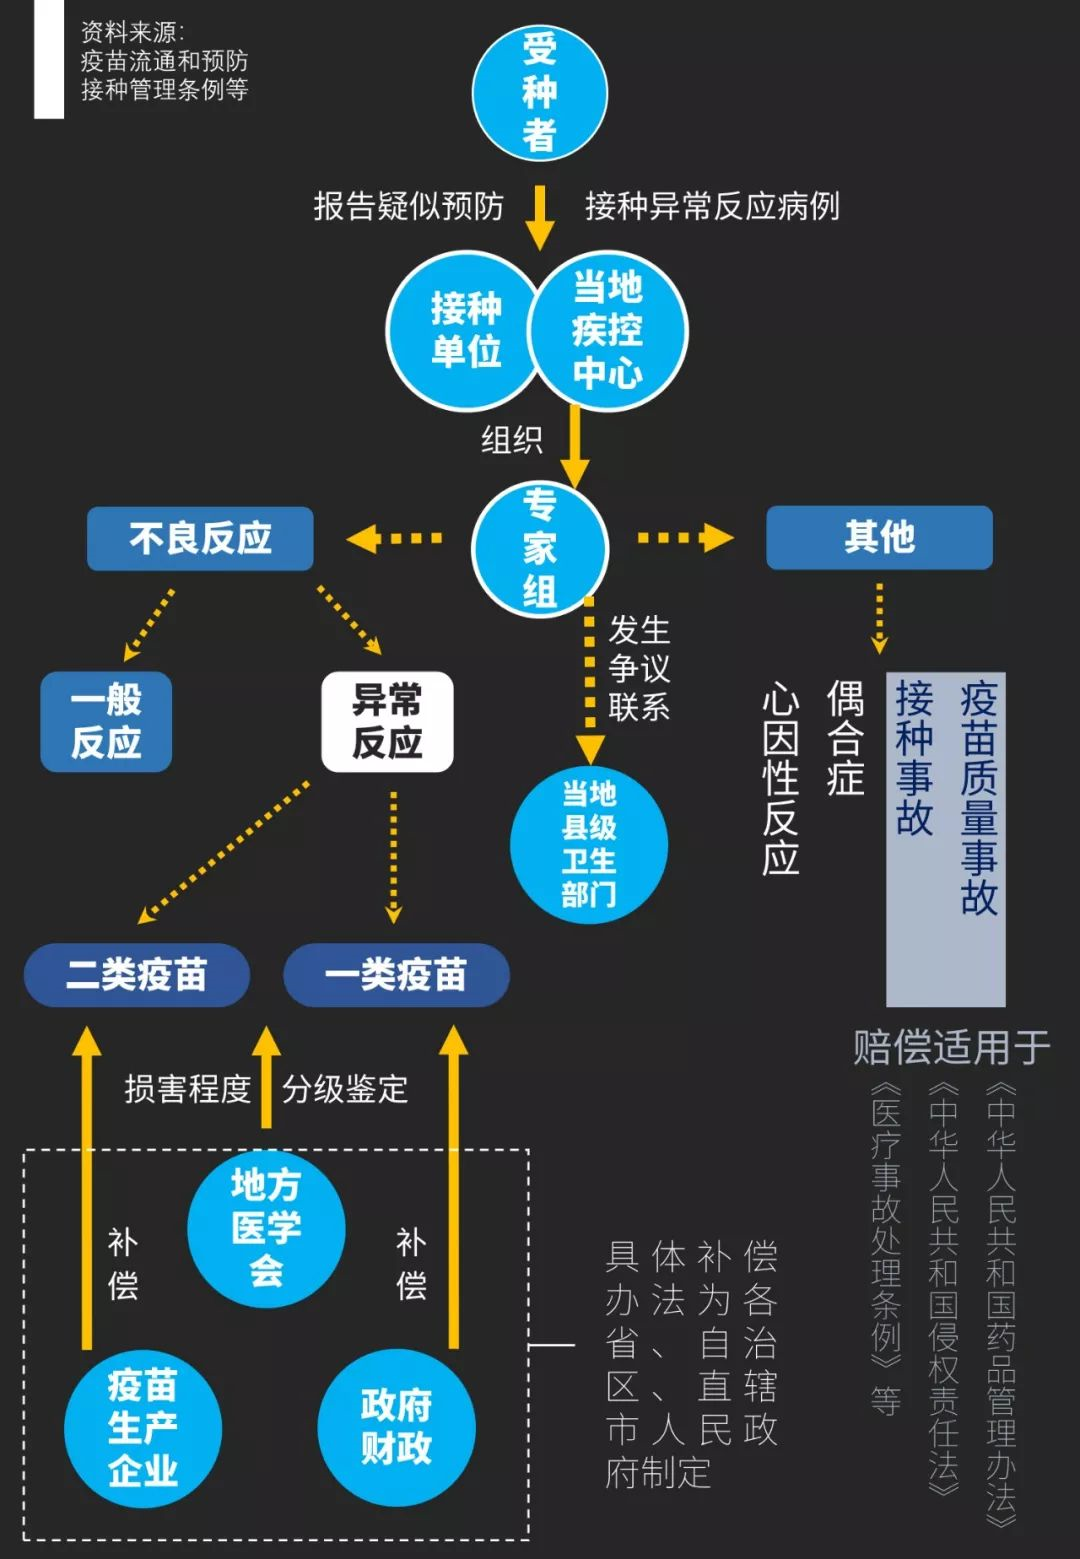 资料来源：
疫苗流通和预防
接种管理条例等
受
种
者
报告疑似预防
接种异常反应病例
接种
单位
当地
疾控
中心
组织
专
家
组
不良反应
其他
发生
争议
联系
一般
反应
异常
反应
心因性反应
偶合症
接种事故
疫苗质量事故
当地
县级
卫生
部门
二类疫苗
一类疫苗
赔偿适用于
《医疗事故处理条例》等
《中华人民共和国侵权责任法》
《中华人民共和国药品管理办法》
损害程度
分级鉴定
地方
医学
会
补
偿
补
偿
具体补偿
办法为各
省、自治
区、直辖
市人民政
府制定
疫苗
生产
企业
政府
财政